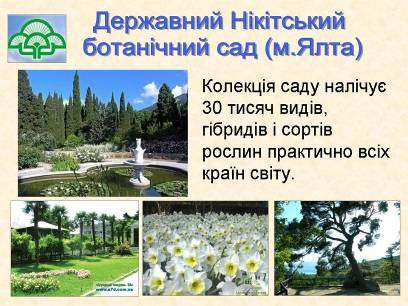 Державний Нікітський
ботанічний сад (м.Ялта)
Колекція саду налічує
30 тисяч видів,
гібридів і сортів
рослин практично всіх
країн світу.